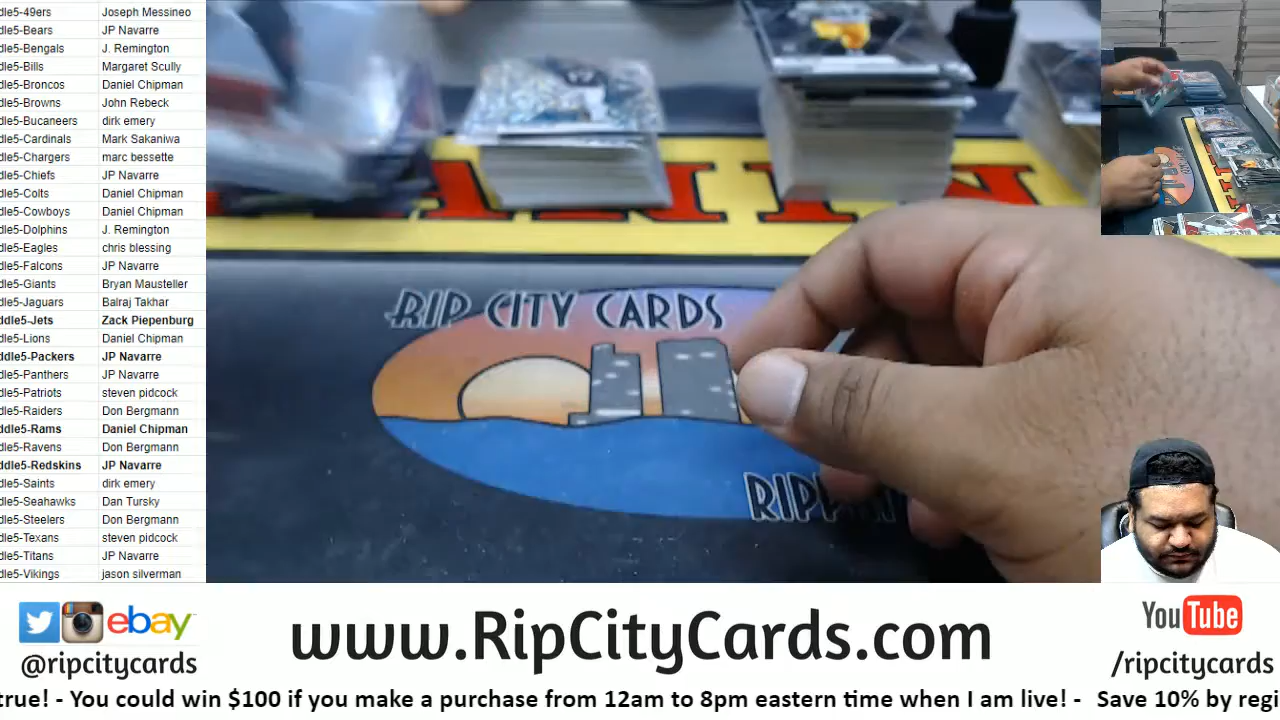 dle5-49ers Joseph Messineo
dle5-Bears JP Navarre
dle5-Bengals J. Remington
dle5-Bills Margaret Scully
dle5-Broncos Daniel Chipman
dle5-Browns John Rebeck
dle5-Bucaneers dirk emery
dle5-Cardinals Mark Sakaniwa
dle5-Chargers marc bessette
dle5-Chiefs JP Navarre
dle5-Colts Daniel Chipman
dle5-Cowboys Daniel Chipman
dle5-Dolphins J. Remington
dle5-Eagles chris blessing
dle5-Falcons JP Navarre
dle5-Giants Bryan Mausteller
dle5-Jaguars Balraj Takhar
ddle5-Jets Zack Piepenburg
dle5-Lions Daniel Chipman
ddle5-Packers JP Navarre
dle5-Panthers JP Navarre
dle5-Patriots steven pidcock
dle5-Raiders Don Bergmann
ddle5-Rams Daniel Chipman
dle5-Ravens Don Bergmann
ddle5-Redskins JP Navarre
dle5-Saints dirk emery
dle5-Seahawks Dan Tursky
dle5-Steelers Don Bergmann
dle5-Texans steven pidcock
dle5-Titans JP Navarre
dle5-Vikings jason silverman
RIP CITY CARDS
ebay
@ripcitycards
www.RipCityCards.com
YouTube
/ripcitycards
true! - You could win $100 if you make a purchase from 12am to 8pm eastern time when I am live! - Save 10% by regi